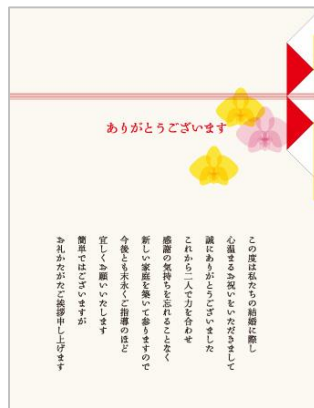 ありがとうございます
この度は私たちの結婚に際し
心温まるお祝いをいただきまして
誠にありがとうございました
これから二人で力を合わせ
感謝の気持ちを忘れることなく
新しい家庭を築いて参りますので
今後とも末永くご指導のほど
宜しくお願いいたします
簡単ではございますが
お礼かたがたご挨拶申し上げます